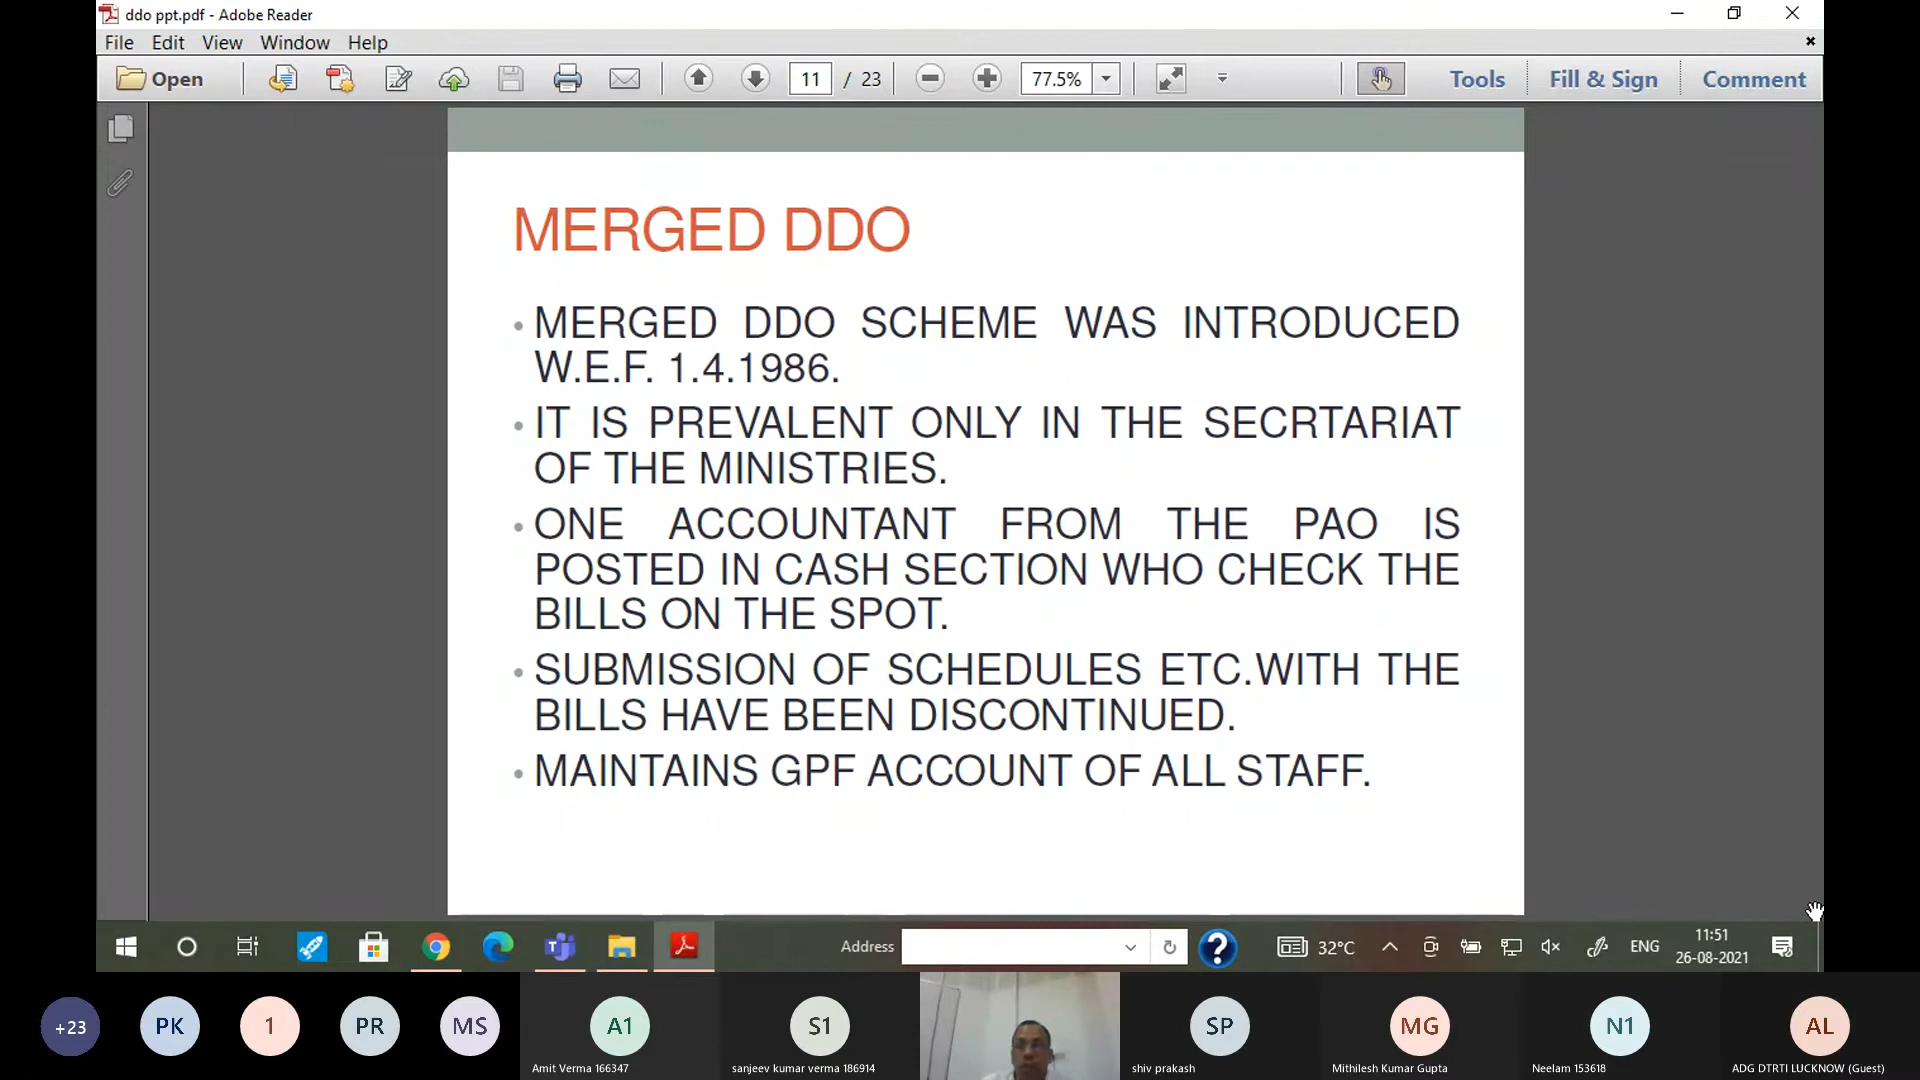 ddo ppt.pdf - Adobe Reader
File Edit View Window Help
Open 11 / 23 77.5% Tools Fill & Sign Comment
MERGED DDO
• MERGED DDO SCHEME WAS INTRODUCED
W.E.F. 1.4.1986.
• IT IS PREVALENT ONLY IN THE SECRTARIAT
OF THE MINISTRIES.
• ONE ACCOUNTANT FROM THE PAO IS
POSTED IN CASH SECTION WHO CHECK THE
BILLS ON THE SPOT.
• SUBMISSION OF SCHEDULES ETC.WITH THE
BILLS HAVE BEEN DISCONTINUED.
• MAINTAINS GPF ACCOUNT OF ALL STAFF.
Address 32°C ENG 11:51
26-08-2021
+23 PK 1 PR MS A1 S1 SP MG N1 AL
Amit Verma 166347 sanjeev kumar verma 186914 shiv prakash Mithilesh Kumar Gupta Neelam 153618 ADG DTRTI LUCKNOW (Guest)